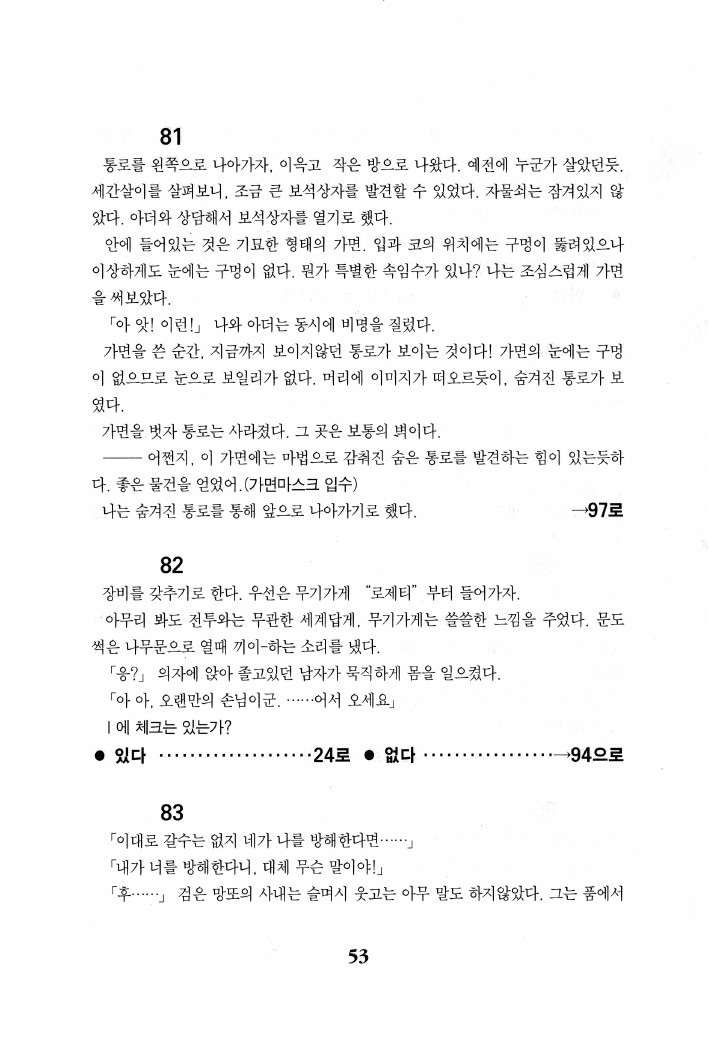 81
통로를 왼쪽으로 나아가자, 이윽고 작은 방으로 나왔다. 예전에 누군가 살았던듯.
세간살이를 살펴보니, 조금 큰 보석상자를 발견할 수 있었다. 자물쇠는 잠겨있지 않
았다. 아더와 상담해서 보석상자를 열기로 했다.
안에 들어있는 것은 기묘한 형태의 가면. 입과 코의 위치에는 구멍이 뚫려있으나
이상하게도 눈에는 구멍이 없다. 뭔가 특별한 속임수가 있나? 나는 조심스럽게 가면
을 써보았다.
「아 앗! 이런!」 나와 아더는 동시에 비명을 질렀다.
가면을 쓴 순간, 지금까지 보이지않던 통로가 보이는 것이다! 가면의 눈에는 구멍
이 없으므로 눈으로 보일리가 없다. 머리에 이미지가 떠오르듯이, 숨겨진 통로가 보
였다.
가면을 벗자 통로는 사라졌다. 그 곳은 보통의 벽이다.
─── 어쩐지, 이 가면에는 마법으로 감춰진 숨은 통로를 발견하는 힘이 있는듯하
다. 좋은 물건을 얻었어.(가면마스크 입수)
나는 숨겨진 통로를 통해 앞으로 나아가기로 했다. →97로
82
장비를 갖추기로 한다. 우선은 무기가게 “로제티” 부터 들어가자.
아무리 봐도 전투와는 무관한 세계답게, 무기가게는 쓸쓸한 느낌을 주었다. 문도
썩은 나무문으로 열때 끼이-하는 소리를 냈다.
「응?」 의자에 앉아 졸고있던 남자가 묵직하게 몸을 일으켰다.
「아 아, 오랜만의 손님이군. ……어서 오세요」
I 에 체크는 있는가?
● 있다 ····················24로 ● 없다 ·················→94으로
83
「이대로 갈수는 없지 네가 나를 방해한다면……」
「내가 너를 방해한다니, 대체 무슨 말이야!」
「후……」 검은 망또의 사내는 슬며시 웃고는 아무 말도 하지않았다. 그는 품에서
53